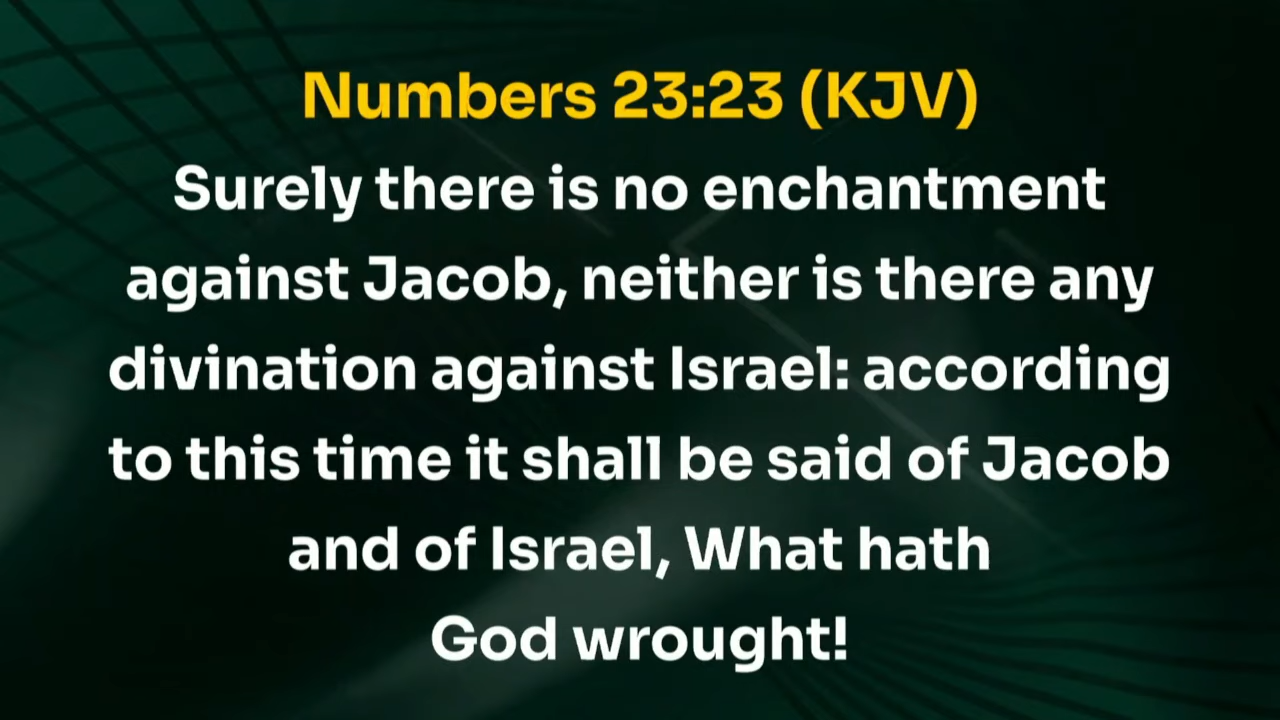 Numbers 23:23 (KJV)
Surely there is no enchantment
against Jacob, neither is there any
divination against Israel: according
to this time it shall be said of Jacob
and of Israel, What hath
God wrought!